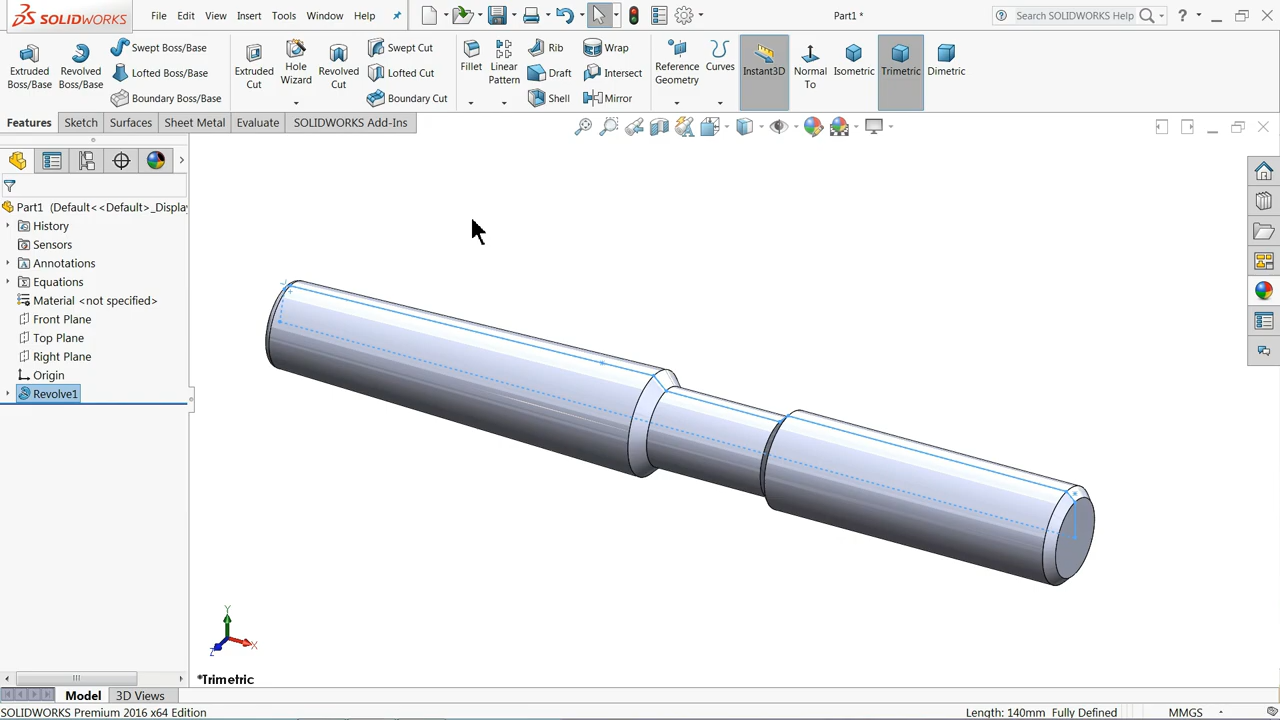 SOLIDWORKS File Edit View Insert Tools Window Help Part1 * Search SOLIDWORKS Help ?
Extruded Boss/Base
Revolved Boss/Base
Swept Boss/Base
Lofted Boss/Base
Boundary Boss/Base
Extruded Cut
Hole Wizard
Revolved Cut
Swept Cut
Lofted Cut
Boundary Cut
Fillet
Linear Pattern
Rib
Draft
Shell
Wrap
Intersect
Mirror
Reference Geometry
Curves
Instant3D
Normal To
Isometric
Trimetric
Dimetric
Features Sketch Surfaces Sheet Metal Evaluate SOLIDWORKS Add-Ins
Part1 (Default<<Default>_Display
History
Sensors
Annotations
Equations
Material <not specified>
Front Plane
Top Plane
Right Plane
Origin
Revolve1
Y
X
Z
*Trimetric
Model 3D Views
SOLIDWORKS Premium 2016 x64 Edition Length: 140mm Fully Defined MMGS